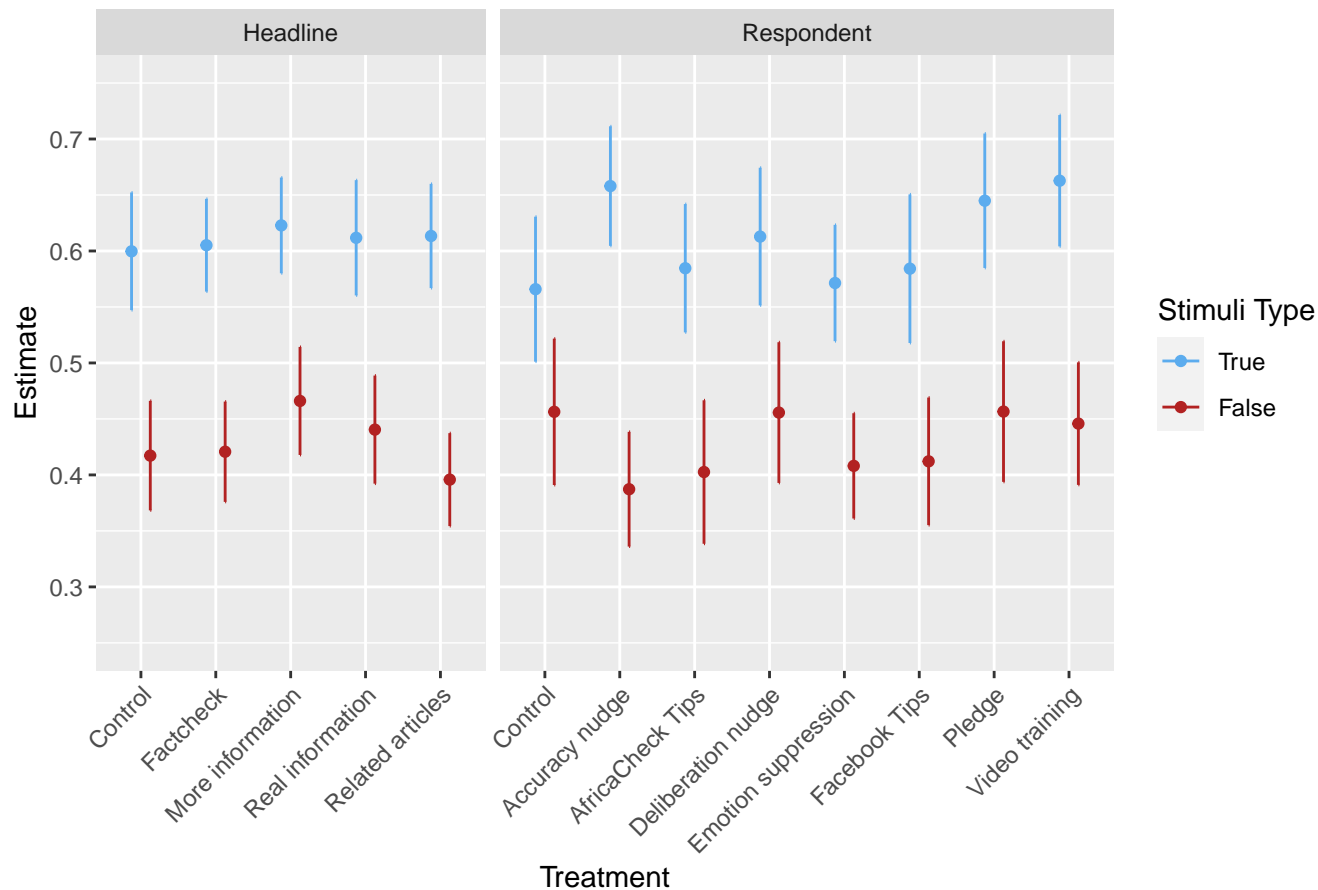 Headline
Respondent
0.7
0.6
0.5
0.4
0.3
Estimate
Control
Factcheck
More information
Real information
Related articles
Control
Accuracy nudge
AfricaCheck Tips
Deliberation nudge
Emotion suppression
Facebook Tips
Pledge
Video training
Treatment
Stimuli Type
True
False